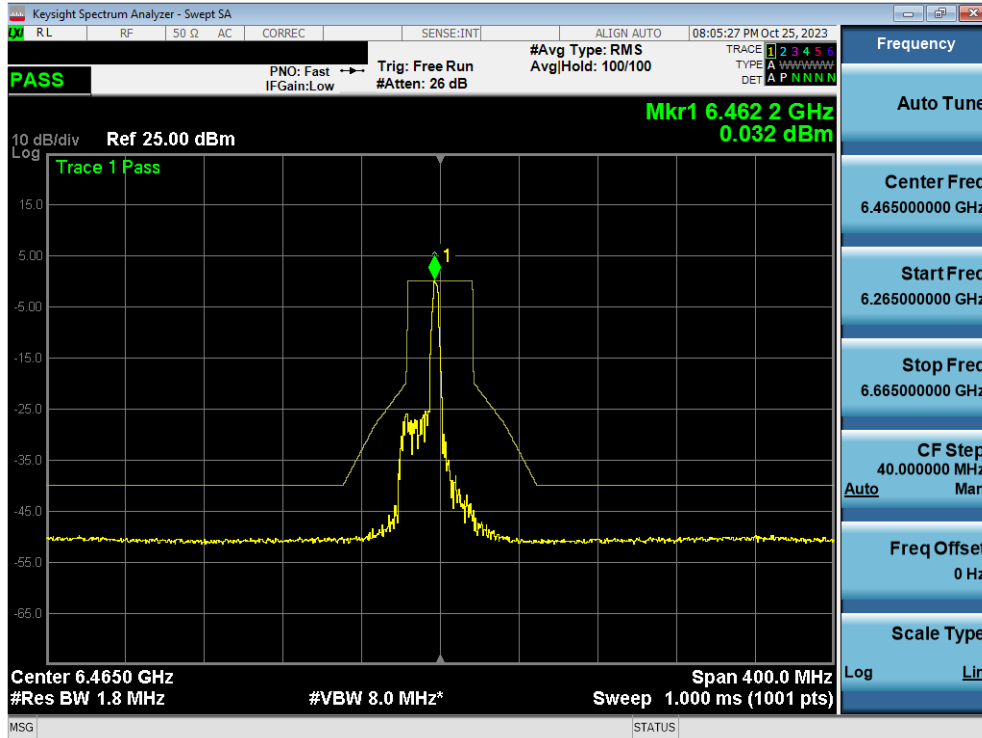 Keysight Spectrum Analyzer - Swept SA
LXI RL RF 50 Ω AC CORREC SENSE:INT ALIGN AUTO 08:05:27 PM Oct 25, 2023
PASS
PNO: Fast
IFGain:Low
Trig: Free Run
#Atten: 26 dB
#Avg Type: RMS
Avg|Hold: 100/100
TRACE 1 2 3 4 5 6
TYPE A WWWWW
DET A P N N N N
Mkr1 6.462 2 GHz
0.032 dBm
10 dB/div Ref 25.00 dBm
Log
Trace 1 Pass
1
15.0
5.00
-5.00
-15.0
-25.0
-35.0
-45.0
-55.0
-65.0
Center 6.4650 GHz Span 400.0 MHz
#Res BW 1.8 MHz #VBW 8.0 MHz* Sweep 1.000 ms (1001 pts)
MSG STATUS
Frequency
Auto Tune
Center Freq
6.465000000 GHz
Start Freq
6.265000000 GHz
Stop Freq
6.665000000 GHz
CF Step
40.000000 MHz
Auto Man
Freq Offset
0 Hz
Scale Type
Log Lin